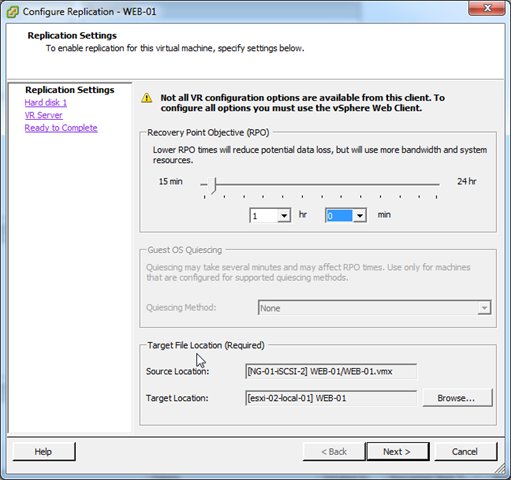 Configure Replication - WEB-01
Replication Settings
To enable replication for this virtual machine, specify settings below.
Replication Settings
Hard disk 1
VR Server
Ready to Complete
Not all VR configuration options are available from this client. To
configure all options you must use the vSphere Web Client.
Recovery Point Objective (RPO)
Lower RPO times will reduce potential data loss, but will use more bandwidth and system
resources.
15 min 24 hr
1 hr 0 min
Guest OS Quiescing
Quiescing may take several minutes and may affect RPO times. Use only for machines
that are configured for supported quiescing methods.
Quiescing Method: None
Target File Location (Required)
Source Location: [NG-01-iSCSI-2] WEB-01/WEB-01.vmx
Target Location: [esxi-02-local-01] WEB-01 Browse...
Help < Back Next > Cancel